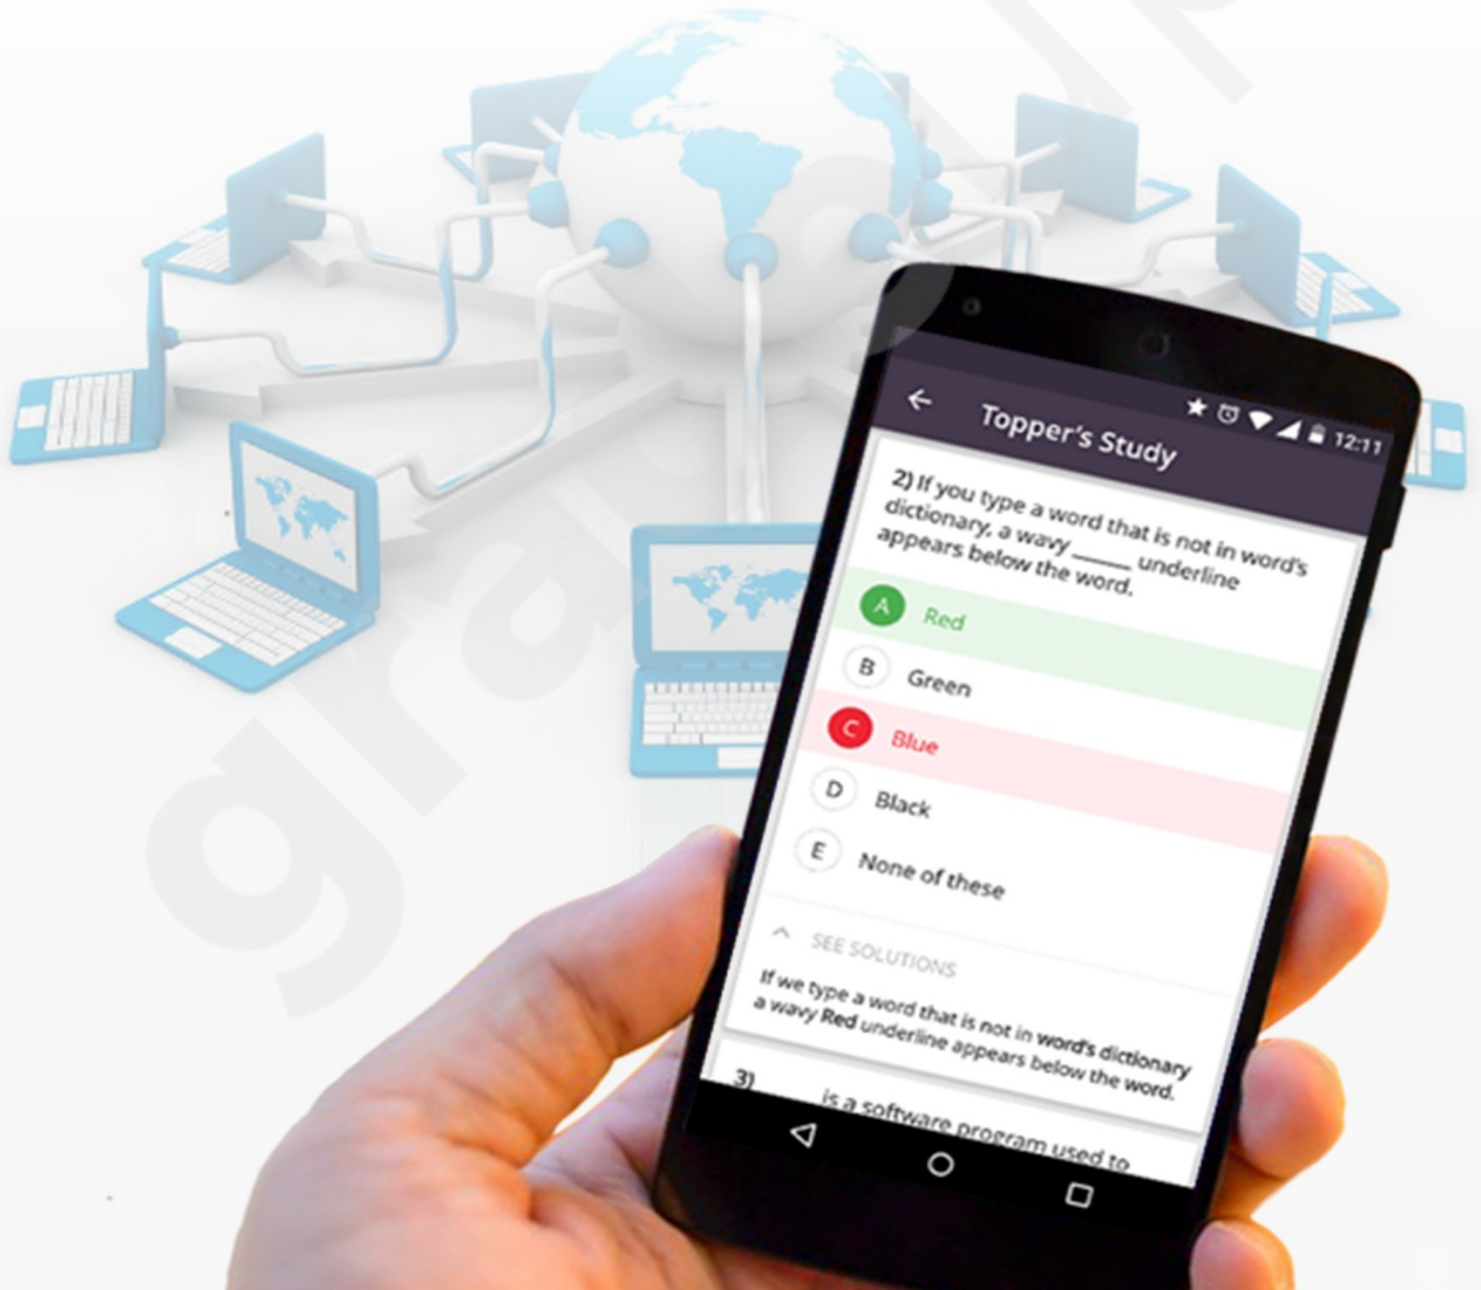 12:11
Topper's Study
2) If you type a word that is not in word's
dictionary, a wavy ______ underline
appears below the word.
A Red
B Green
C Blue
D Black
E None of these
SEE SOLUTIONS
If we type a word that is not in word's dictionary
a wavy Red underline appears below the word.
3) ______ is a software program used to